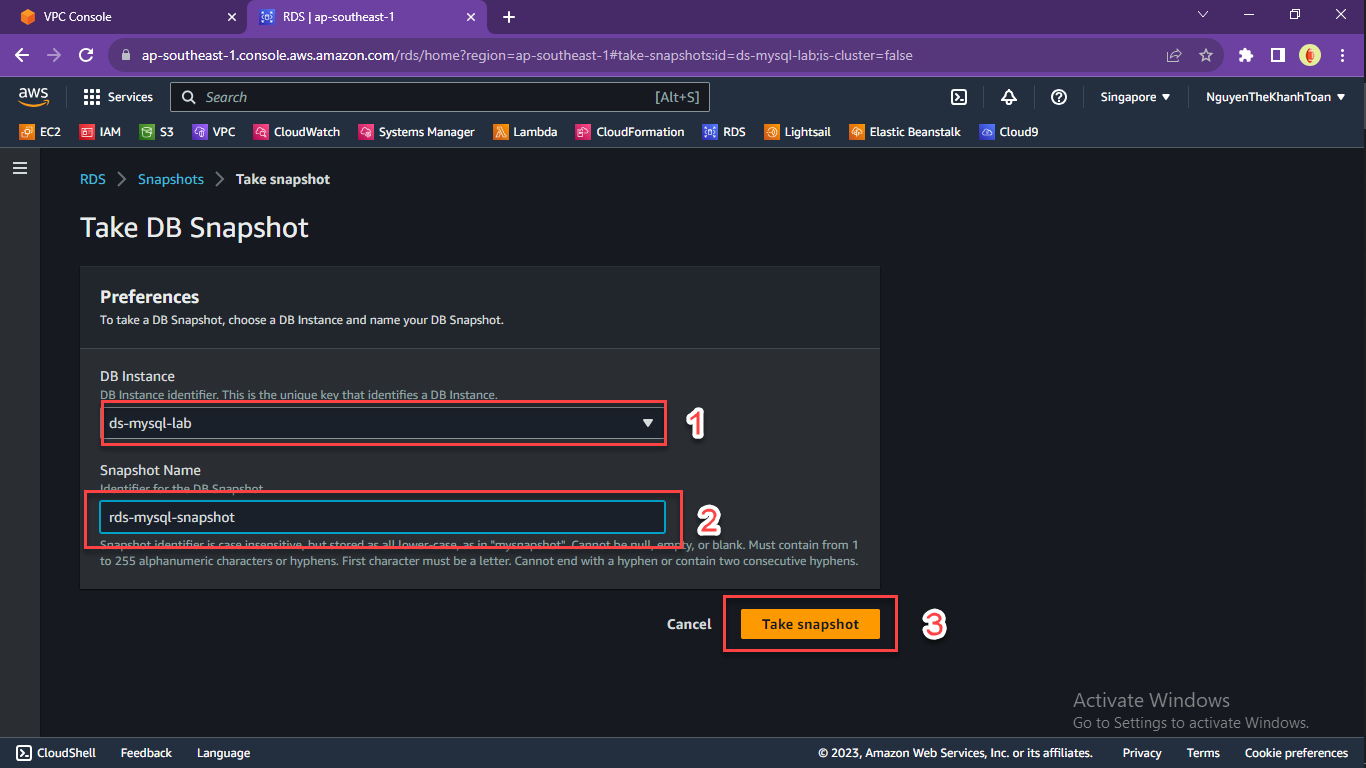 VPC Console
RDS | ap-southeast-1
ap-southeast-1.console.aws.amazon.com/rds/home?region=ap-southeast-1#take-snapshots:id=ds-mysql-lab;is-cluster=false
aws Services Search [Alt+S] Singapore NguyenTheKhanhToan
EC2 IAM S3 VPC CloudWatch Systems Manager Lambda CloudFormation RDS Lightsail Elastic Beanstalk Cloud9
RDS Snapshots Take snapshot
Take DB Snapshot
Preferences
To take a DB Snapshot, choose a DB Instance and name your DB Snapshot.
DB Instance
DB Instance identifier. This is the unique key that identifies a DB Instance.
ds-mysql-lab 1
Snapshot Name
Identifier for the DB Snapshot.
rds-mysql-snapshot 2
Snapshot identifier is case insensitive, but stored as all lower-case, as in "mysnapshot". Cannot be null, empty, or blank. Must contain from 1
to 255 alphanumeric characters or hyphens. First character must be a letter. Cannot end with a hyphen or contain two consecutive hyphens.
Cancel Take snapshot 3
Activate Windows
Go to Settings to activate Windows.
CloudShell Feedback Language © 2023, Amazon Web Services, Inc. or its affiliates. Privacy Terms Cookie preferences